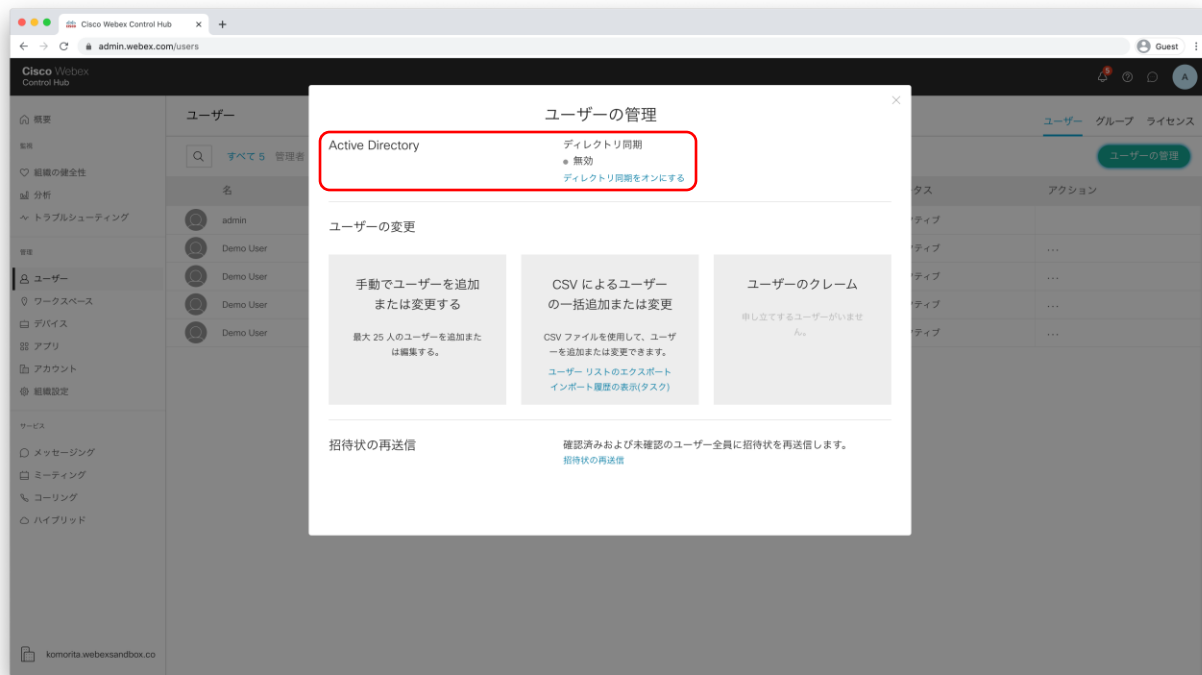 Cisco Webex Control Hub
admin.webex.com/users
Guest
Cisco Webex
Control Hub
5
A
概要
監視
組織の健全性
分析
トラブルシューティング
管理
ユーザー
ワークスペース
デバイス
アプリ
アカウント
組織設定
サービス
メッセージング
ミーティング
コーリング
ハイブリッド
komorita.webexsandbox.co
ユーザー
ユーザー グループ ライセンス
すべて 5 管理者
ユーザーの管理
名 タス アクション
admin ティブ
Demo User ティブ ...
Demo User ティブ ...
Demo User ティブ ...
Demo User ティブ ...
ユーザーの管理
Active Directory
ディレクトリ同期
無効
ディレクトリ同期をオンにする
ユーザーの変更
手動でユーザーを追加
または変更する
最大 25 人のユーザーを追加また
は編集する。
CSV によるユーザー
の一括追加または変更
CSV ファイルを使用して、ユーザ
ーを追加または変更できます。
ユーザー リストのエクスポート
インポート履歴の表示(タスク)
ユーザーのクレーム
申し立てするユーザーがいませ
ん。
招待状の再送信
確認済みおよび未確認のユーザー全員に招待状を再送信します。
招待状の再送信